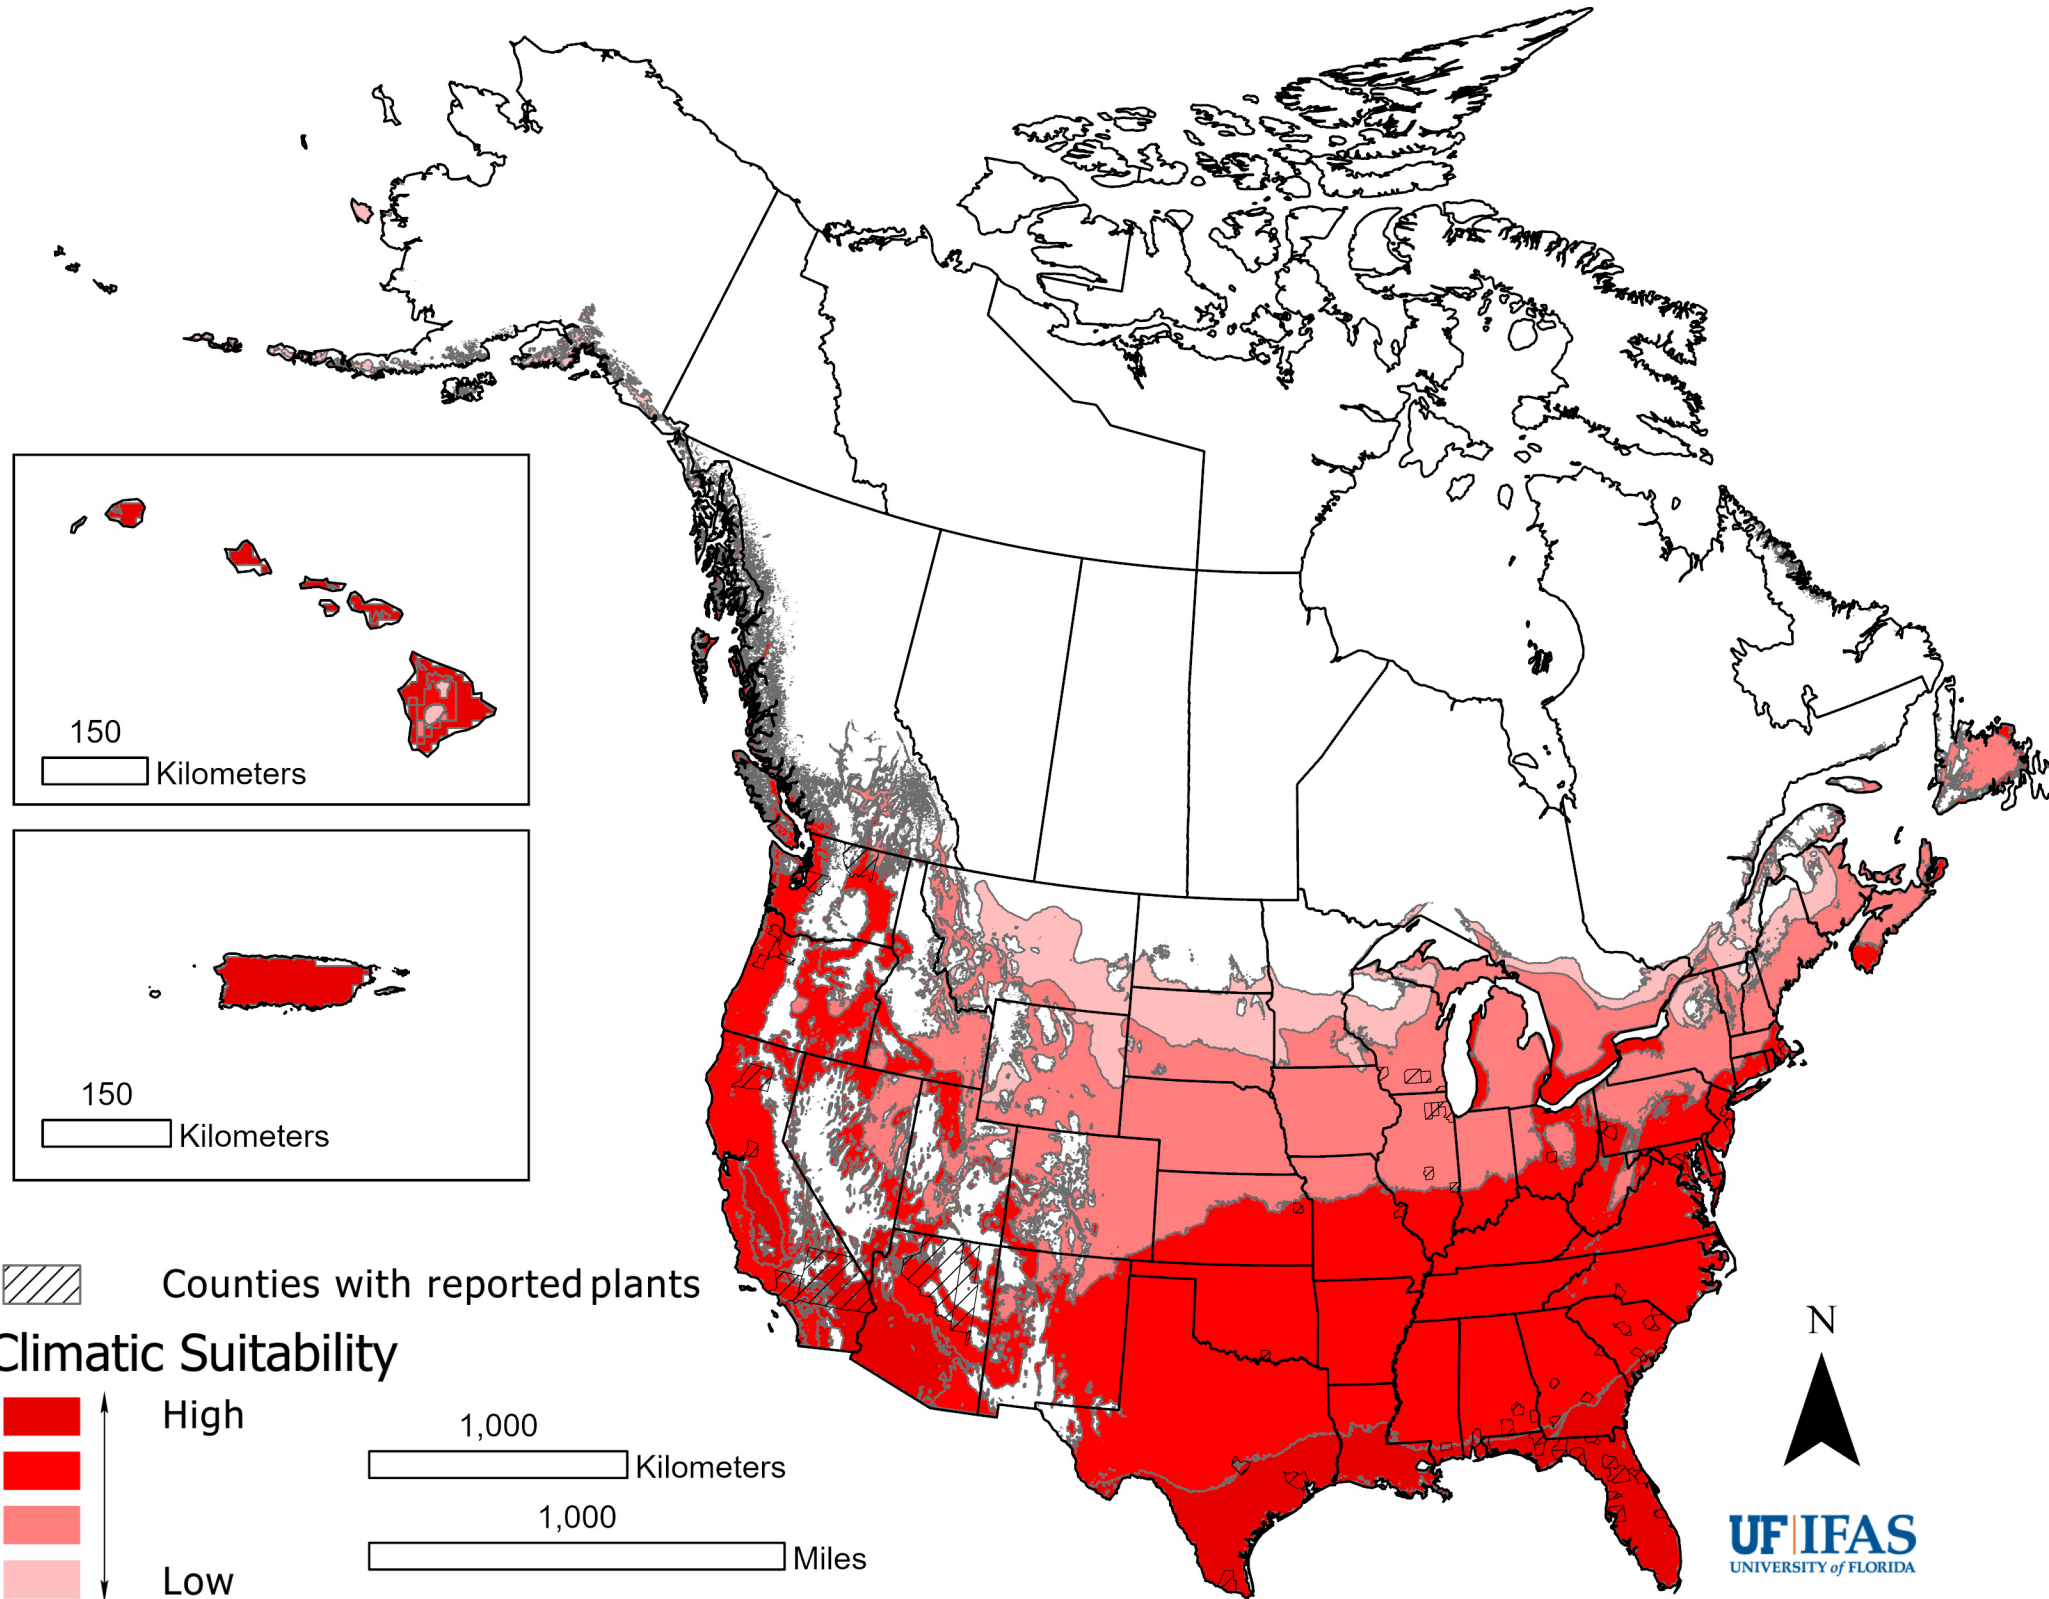 150
Kilometers
150
Kilometers
Counties with reported plants
Climatic Suitability
High
Low
1,000
Kilometers
1,000
Miles
N
UF|IFAS
UNIVERSITY of FLORIDA